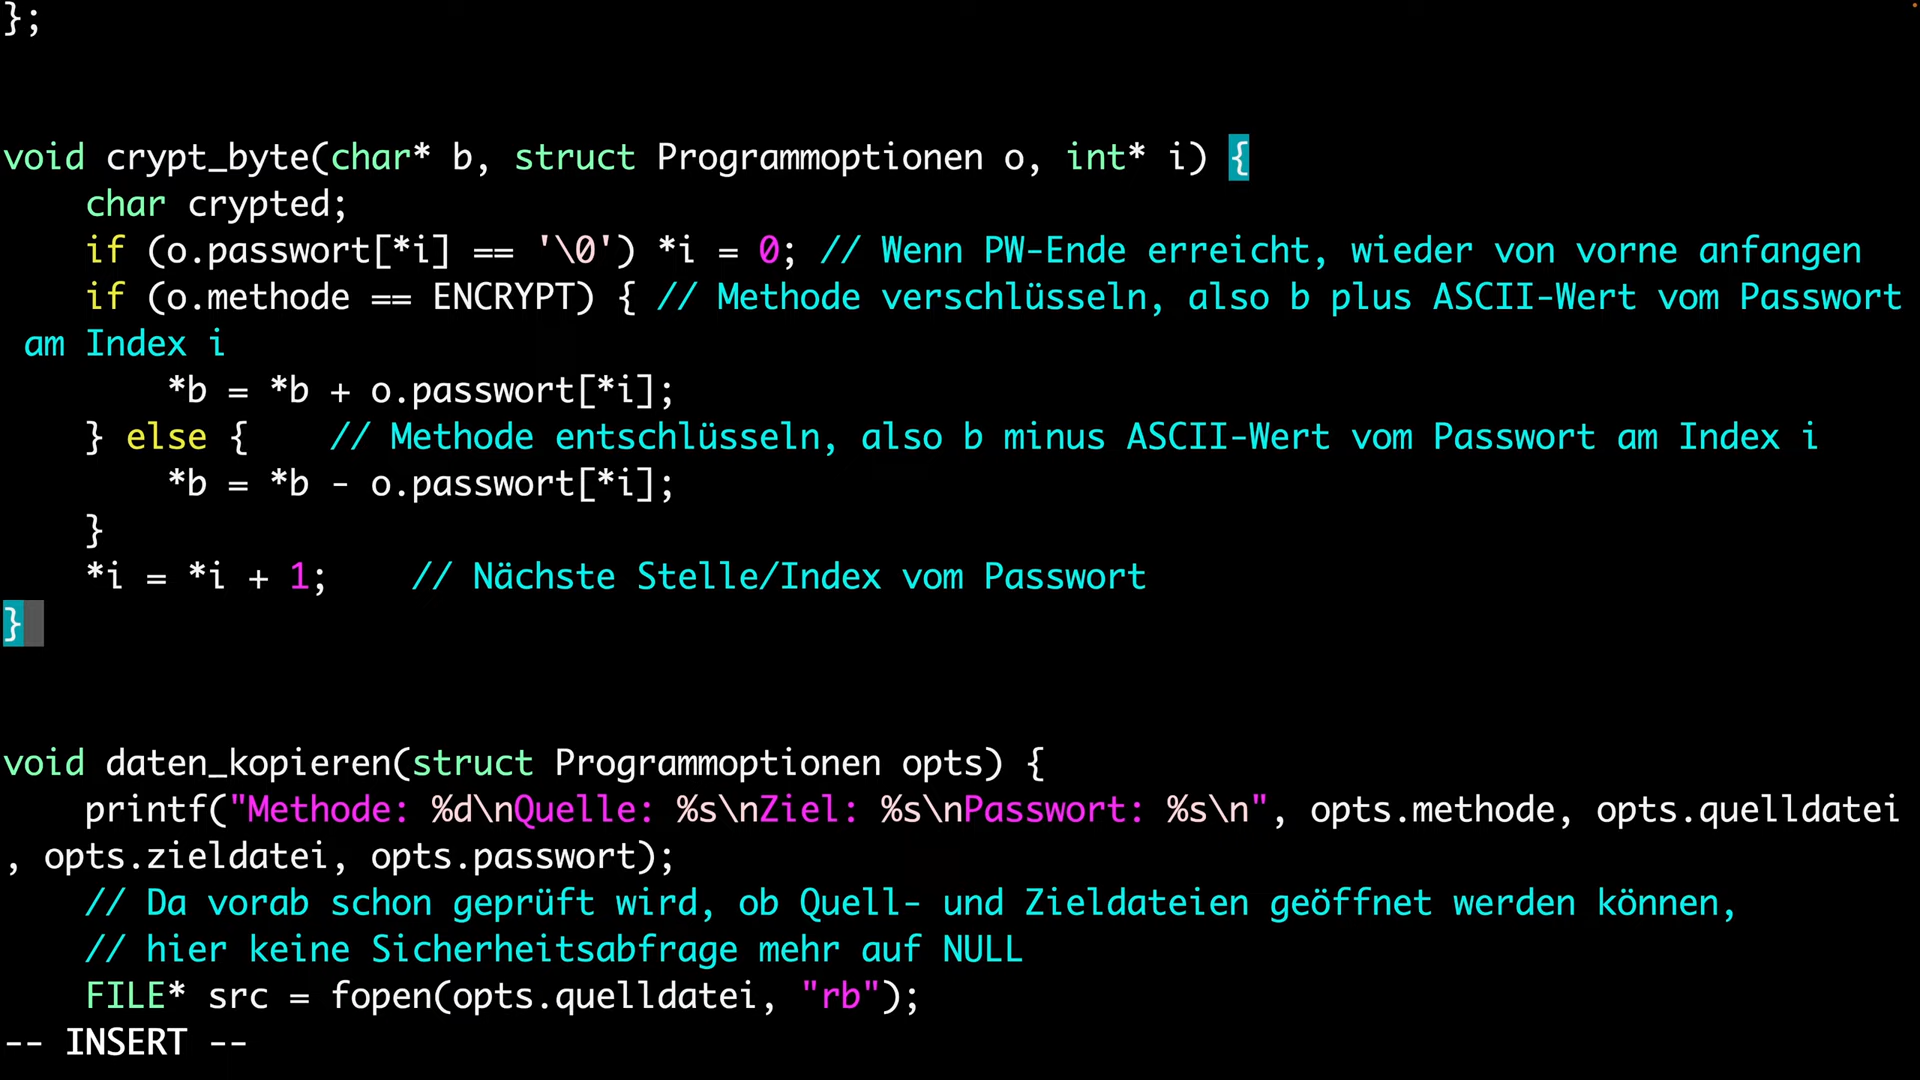 };
void crypt_byte(char* b, struct Programmoptionen o, int* i) {
    char crypted;
    if (o.passwort[*i] == '\0') *i = 0; // Wenn PW-Ende erreicht, wieder von vorne anfangen
    if (o.methode == ENCRYPT) { // Methode verschlüsseln, also b plus ASCII-Wert vom Passwort
 am Index i
        *b = *b + o.passwort[*i];
    } else {    // Methode entschlüsseln, also b minus ASCII-Wert vom Passwort am Index i
        *b = *b - o.passwort[*i];
    }
    *i = *i + 1;    // Nächste Stelle/Index vom Passwort
}
void daten_kopieren(struct Programmoptionen opts) {
    printf("Methode: %d\nQuelle: %s\nZiel: %s\nPasswort: %s\n", opts.methode, opts.quelldatei
, opts.zieldatei, opts.passwort);
    // Da vorab schon geprüft wird, ob Quell- und Zieldateien geöffnet werden können,
    // hier keine Sicherheitsabfrage mehr auf NULL
    FILE* src = fopen(opts.quelldatei, "rb");
-- INSERT --